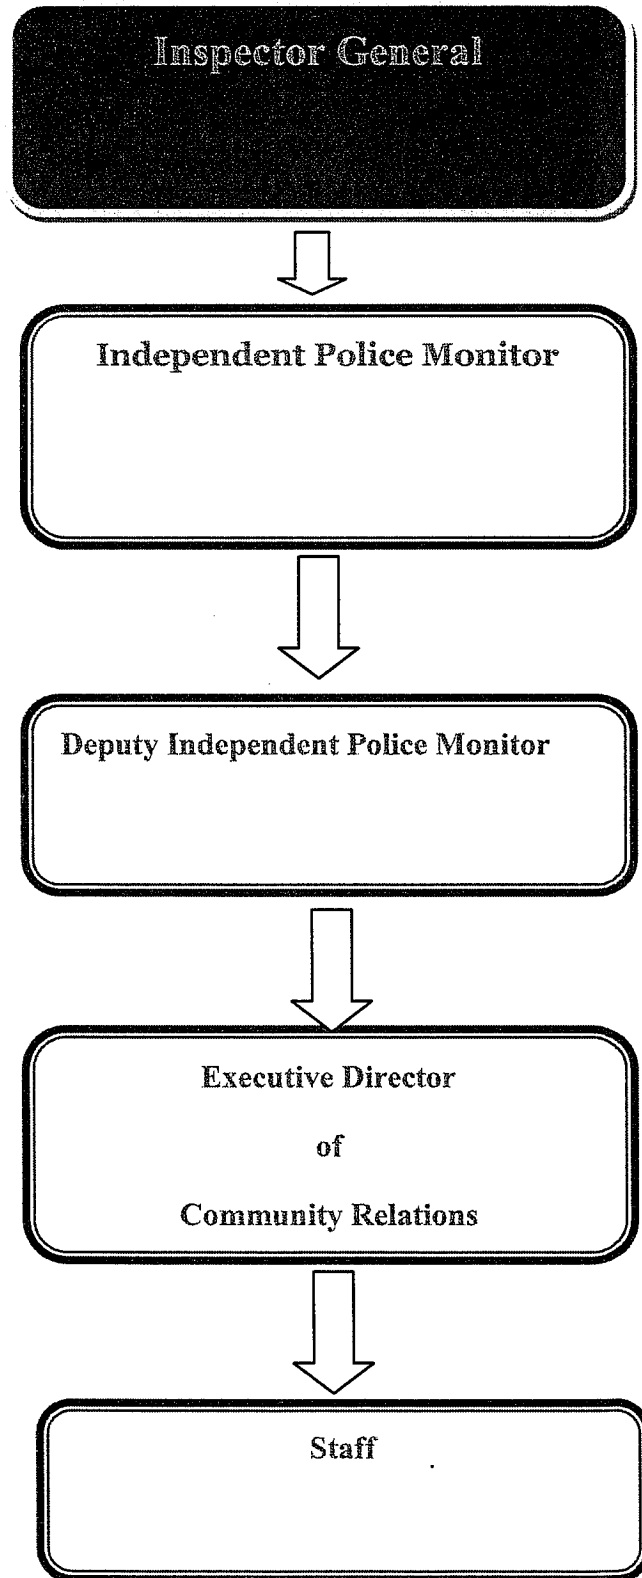 Inspector General
Independent Police Monitor
Deputy Independent Police Monitor
Executive Director
of
Community Relations
Staff